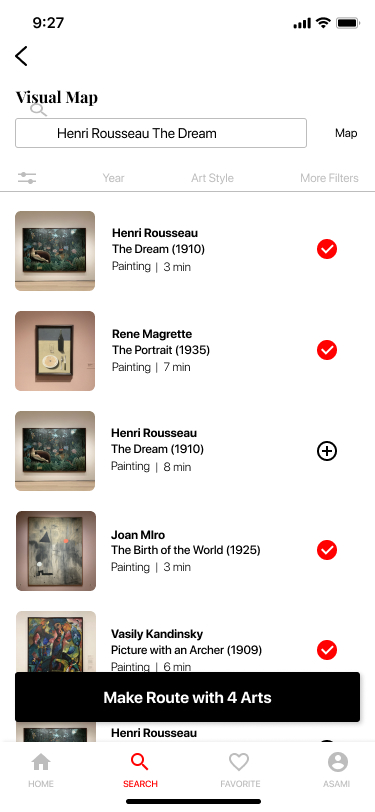 9:27
Visual Map
Henri Rousseau The Dream
Map
Year
Art Style
More Filters
Henri Rousseau
The Dream (1910)
Painting | 3 min
Rene Magrette
The Portrait (1935)
Painting | 7 min
Henri Rousseau
The Dream (1910)
Painting | 8 min
Joan MIro
The Birth of the World (1925)
Painting | 3 min
Vasily Kandinsky
Picture with an Archer (1909)
Painting | 6 min
Make Route with 4 Arts
Henri Rousseau
HOME
SEARCH
FAVORITE
ASAMI